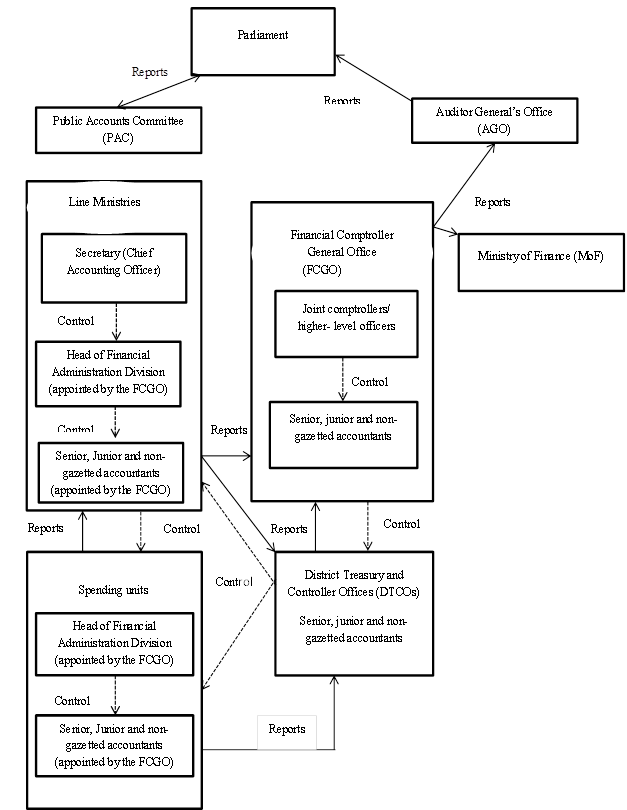 Parliament
Reports
Public Accounts Committee
(PAC)
Reports
Auditor General's Office
(AGO)
Line Ministries
Secretary (Chief
Accounting Officer)
Control
Head of Financial
Administration Division
(appointed by the FCGO)
Control
Senior, Junior and non-
gazetted accountants
(appointed by the FCGO)
Financial Comptroller
General Office
(FCGO)
Joint comptrollers/
higher- level officers
Control
Senior, junior and non-
gazetted accountants
Reports
Ministry of Finance (MoF)
Reports
Reports
Control
Reports
Control
Control
Spending units
Head of Financial
Administration Division
(appointed by the FCGO)
Control
Senior, Junior and non-
gazetted accountants
(appointed by the FCGO)
District Treasury and
Controller Offices (DTCOs)
Senior, junior and non-
gazetted accountants
Reports